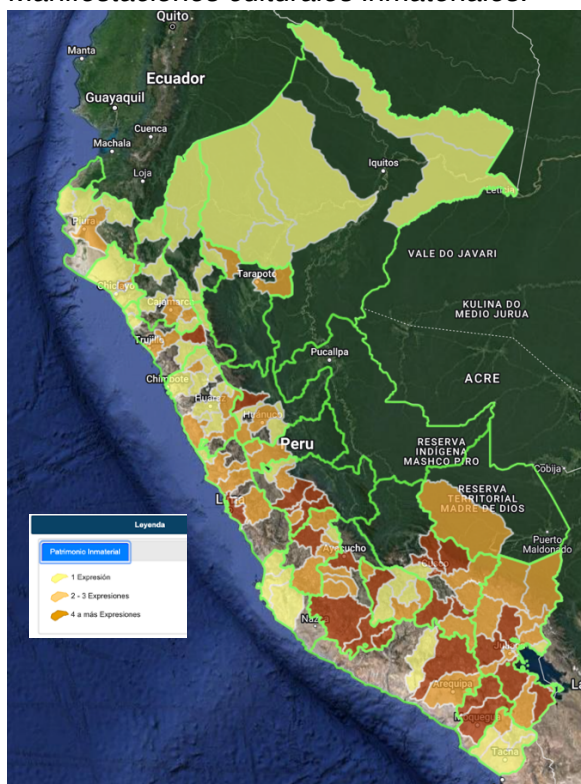 Manifestaciones culturales inmateriales.
Quito
Manta
Ecuador
Guayaquil
Cuenca
Machala
Loja
Iquitos
Leticia
Piura
VALE DO JAVARI
Tarapoto
Chiclayo
KULINA DO
MEDIO JURUA
Cajamarca
Trujillo
Pucallpa
Chimbote
ACRE
Huaraz
Huánuco
Peru
RESERVA
INDÍGENA
MASHCO PIRO
Cobija
RESERVA
TERRITORIAL
MADRE DE DIOS
Lima
Puerto
Maldonado
Leyenda
Ayacucho
Cusco
Patrimonio Inmaterial
1 Expresión
2 - 3 Expresiones
4 a más Expresiones
Nazca
Juliaca
La
Arequipa
Moquegua
Tacna